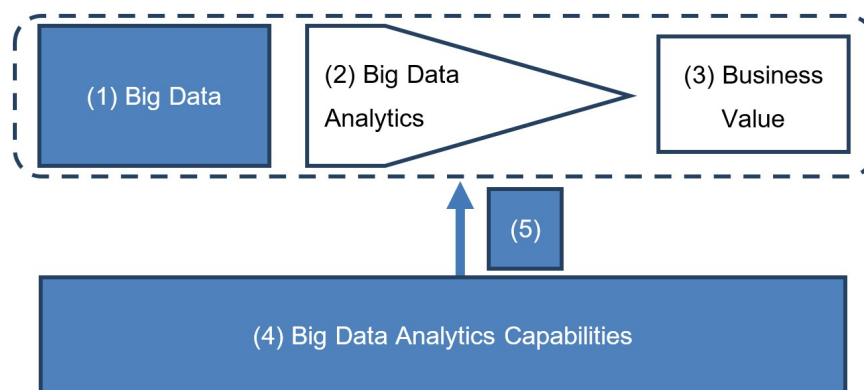 (1) Big Data
(2) Big Data
Analytics
(3) Business
Value
(5)
(4) Big Data Analytics Capabilities